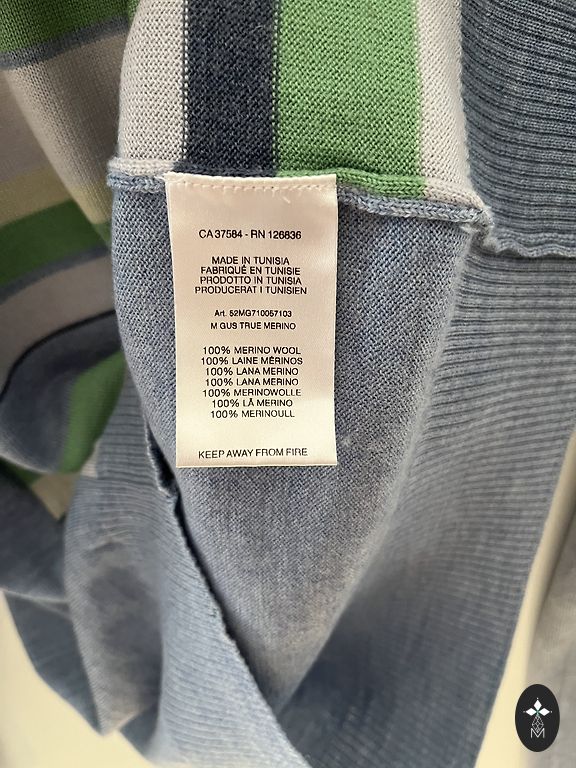 CA 37584 - RN 126836
MADE IN TUNISIA
FABRIQUÉ EN TUNISIE
PRODOTTO IN TUNISIA
PRODUCERAT I TUNISIEN
Art. 52MG710057103
M GUS TRUE MERINO
100% MERINO WOOL
100% LAINE MÉRINOS
100% LANA MERINO
100% LANA MERINO
100% MERINOWOLLE
100% LÃ MERINO
100% MERINOULL
KEEP AWAY FROM FIRE
M